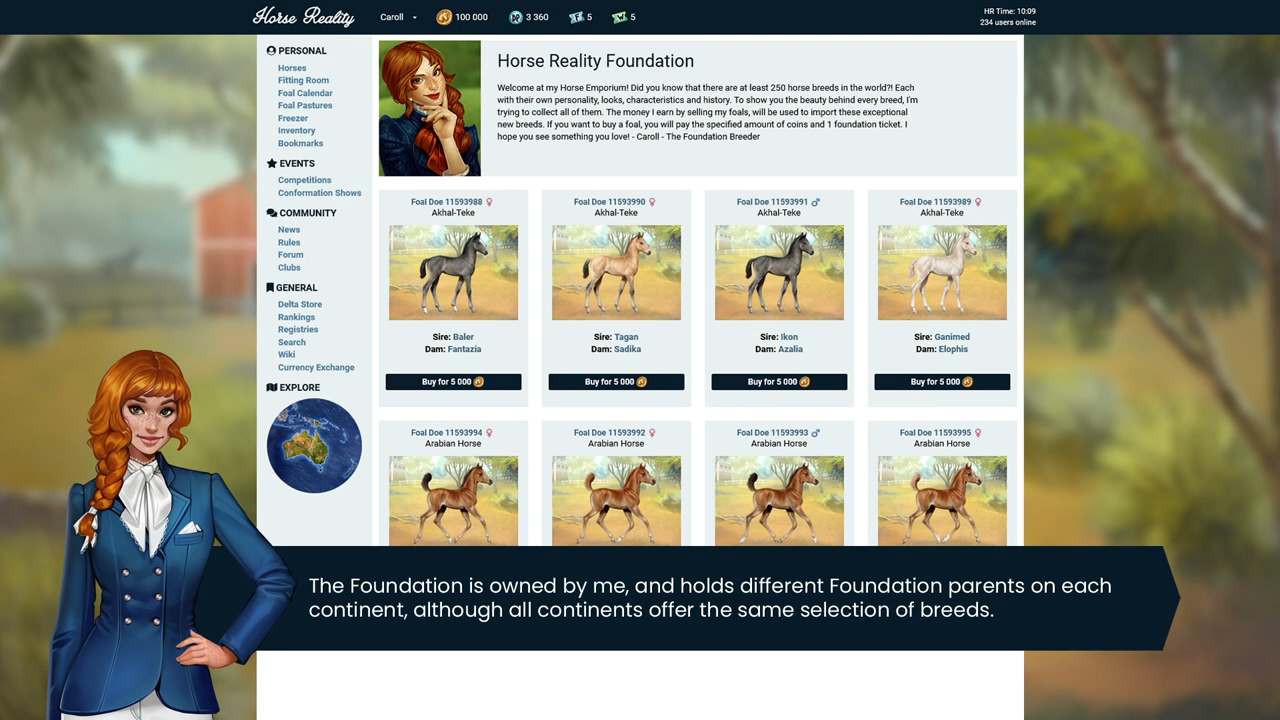 Horse Reality
Caroll
100 000
3 360
5
5
HR Time: 10:09
234 users online
PERSONAL
Horses
Fitting Room
Foal Calendar
Foal Pastures
Freezer
Inventory
Bookmarks
EVENTS
Competitions
Conformation Shows
COMMUNITY
News
Rules
Forum
Clubs
GENERAL
Delta Store
Rankings
Registries
Search
Wiki
Currency Exchange
EXPLORE
Horse Reality Foundation
Welcome at my Horse Emporium! Did you know that there are at least 250 horse breeds in the world?! Each
with their own personality, looks, characteristics and history. To show you the beauty behind every breed, I'm
trying to collect all of them. The money I earn by selling my foals, will be used to import these exceptional
new breeds. If you want to buy a foal, you will pay the specified amount of coins and 1 foundation ticket. I
hope you see something you love! - Caroll - The Foundation Breeder
Foal Doe 11593988 ♀
Akhal-Teke
Sire: Baler
Dam: Fantazia
Buy for 5 000
Foal Doe 11593990 ♀
Akhal-Teke
Sire: Tagan
Dam: Sadika
Buy for 5 000
Foal Doe 11593991 ♂
Akhal-Teke
Sire: Ikon
Dam: Azalia
Buy for 5 000
Foal Doe 11593989 ♀
Akhal-Teke
Sire: Ganimed
Dam: Elophis
Buy for 5 000
Foal Doe 11593994 ♀
Arabian Horse
Foal Doe 11593992 ♀
Arabian Horse
Foal Doe 11593993 ♂
Arabian Horse
Foal Doe 11593995 ♀
Arabian Horse
The Foundation is owned by me, and holds different Foundation parents on each
continent, although all continents offer the same selection of breeds.